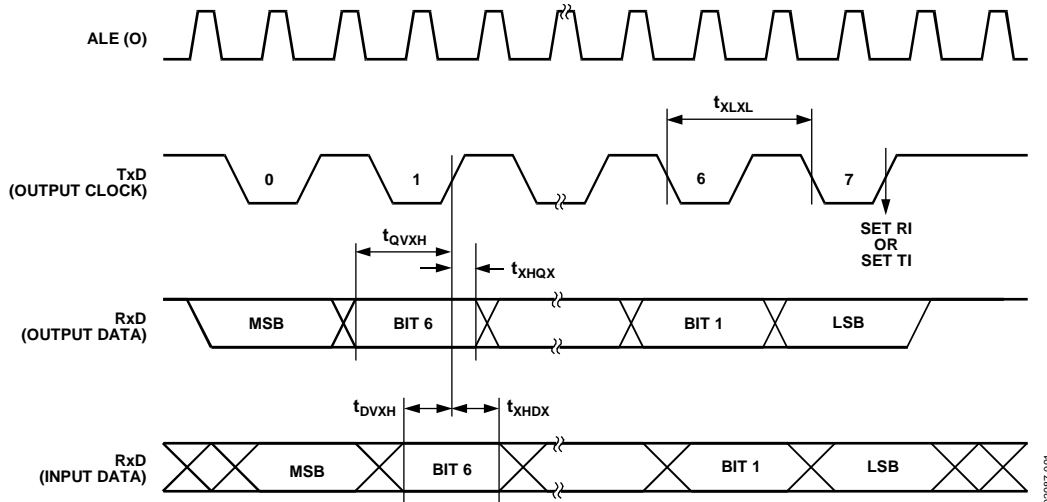 ALE (O)
tXLXL
TxD
(OUTPUT CLOCK)
0
1
6
7
SET RI
OR
SET TI
tQVXH
tXHQX
RxD
(OUTPUT DATA)
MSB
BIT 6
BIT 1
LSB
tDVXH
tXHDX
RxD
(INPUT DATA)
MSB
BIT 6
BIT 1
LSB